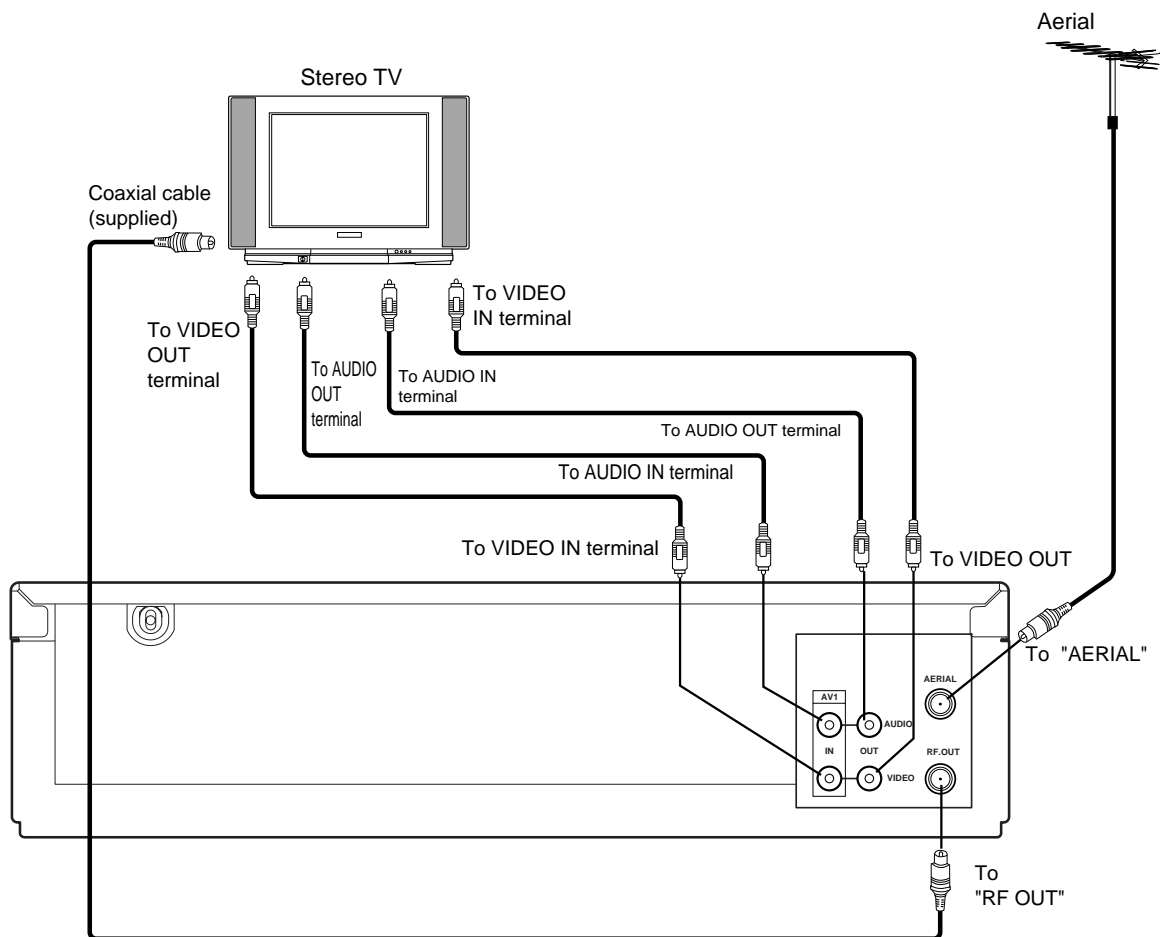 Aerial
Stereo TV
Coaxial cable
(supplied)
To VIDEO
IN terminal
To VIDEO
OUT
terminal
To AUDIO
OUT
terminal
To AUDIO IN
terminal
To AUDIO OUT terminal
To AUDIO IN terminal
To VIDEO IN terminal
To VIDEO OUT
To "AERIAL"
AERIAL
AV1
AUDIO
IN
OUT
RF.OUT
VIDEO
To
"RF OUT"